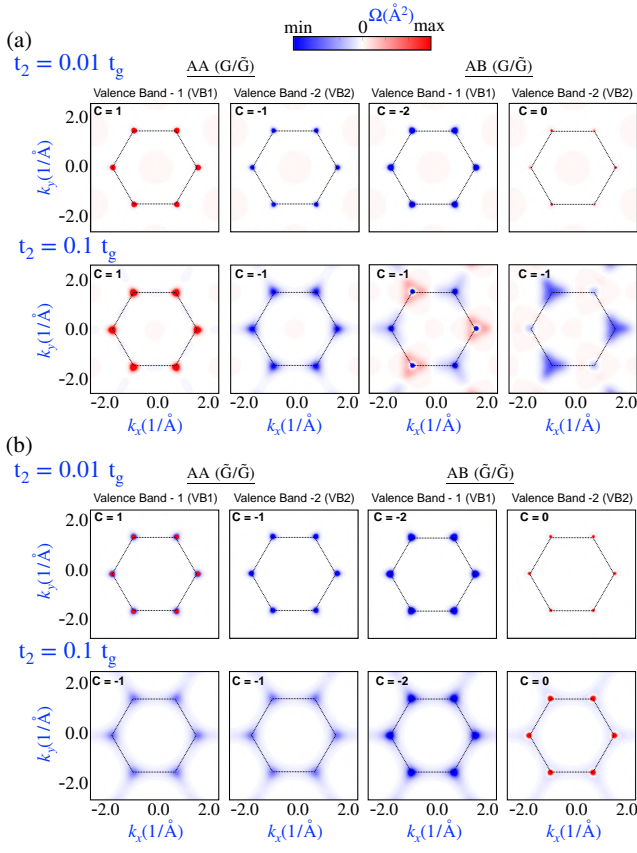 (a)
min 0 max
Ω(Å²)
t₂ = 0.01 t_g
AA (G/G̃)
AB (G/G̃)
Valence Band - 1 (VB1)
Valence Band -2 (VB2)
Valence Band - 1 (VB1)
Valence Band -2 (VB2)
C = 1
C = -1
C = -2
C = 0
2.0
0.0
-2.0
k_y(1/Å)
t₂ = 0.1 t_g
C = 1
C = -1
C = -1
C = -1
2.0
0.0
-2.0
k_y(1/Å)
-2.0 0.0 2.0
-2.0 0.0 2.0
-2.0 0.0 2.0
-2.0 0.0 2.0
k_x(1/Å)
k_x(1/Å)
k_x(1/Å)
k_x(1/Å)
(b)
t₂ = 0.01 t_g
AA (G̃/G̃)
AB (G̃/G̃)
Valence Band - 1 (VB1)
Valence Band -2 (VB2)
Valence Band - 1 (VB1)
Valence Band -2 (VB2)
C = 1
C = -1
C = -2
C = 0
2.0
0.0
-2.0
k_y(1/Å)
t₂ = 0.1 t_g
C = -1
C = -1
C = -2
C = 0
2.0
0.0
-2.0
k_y(1/Å)
-2.0 0.0 2.0
-2.0 0.0 2.0
-2.0 0.0 2.0
-2.0 0.0 2.0
k_x(1/Å)
k_x(1/Å)
k_x(1/Å)
k_x(1/Å)